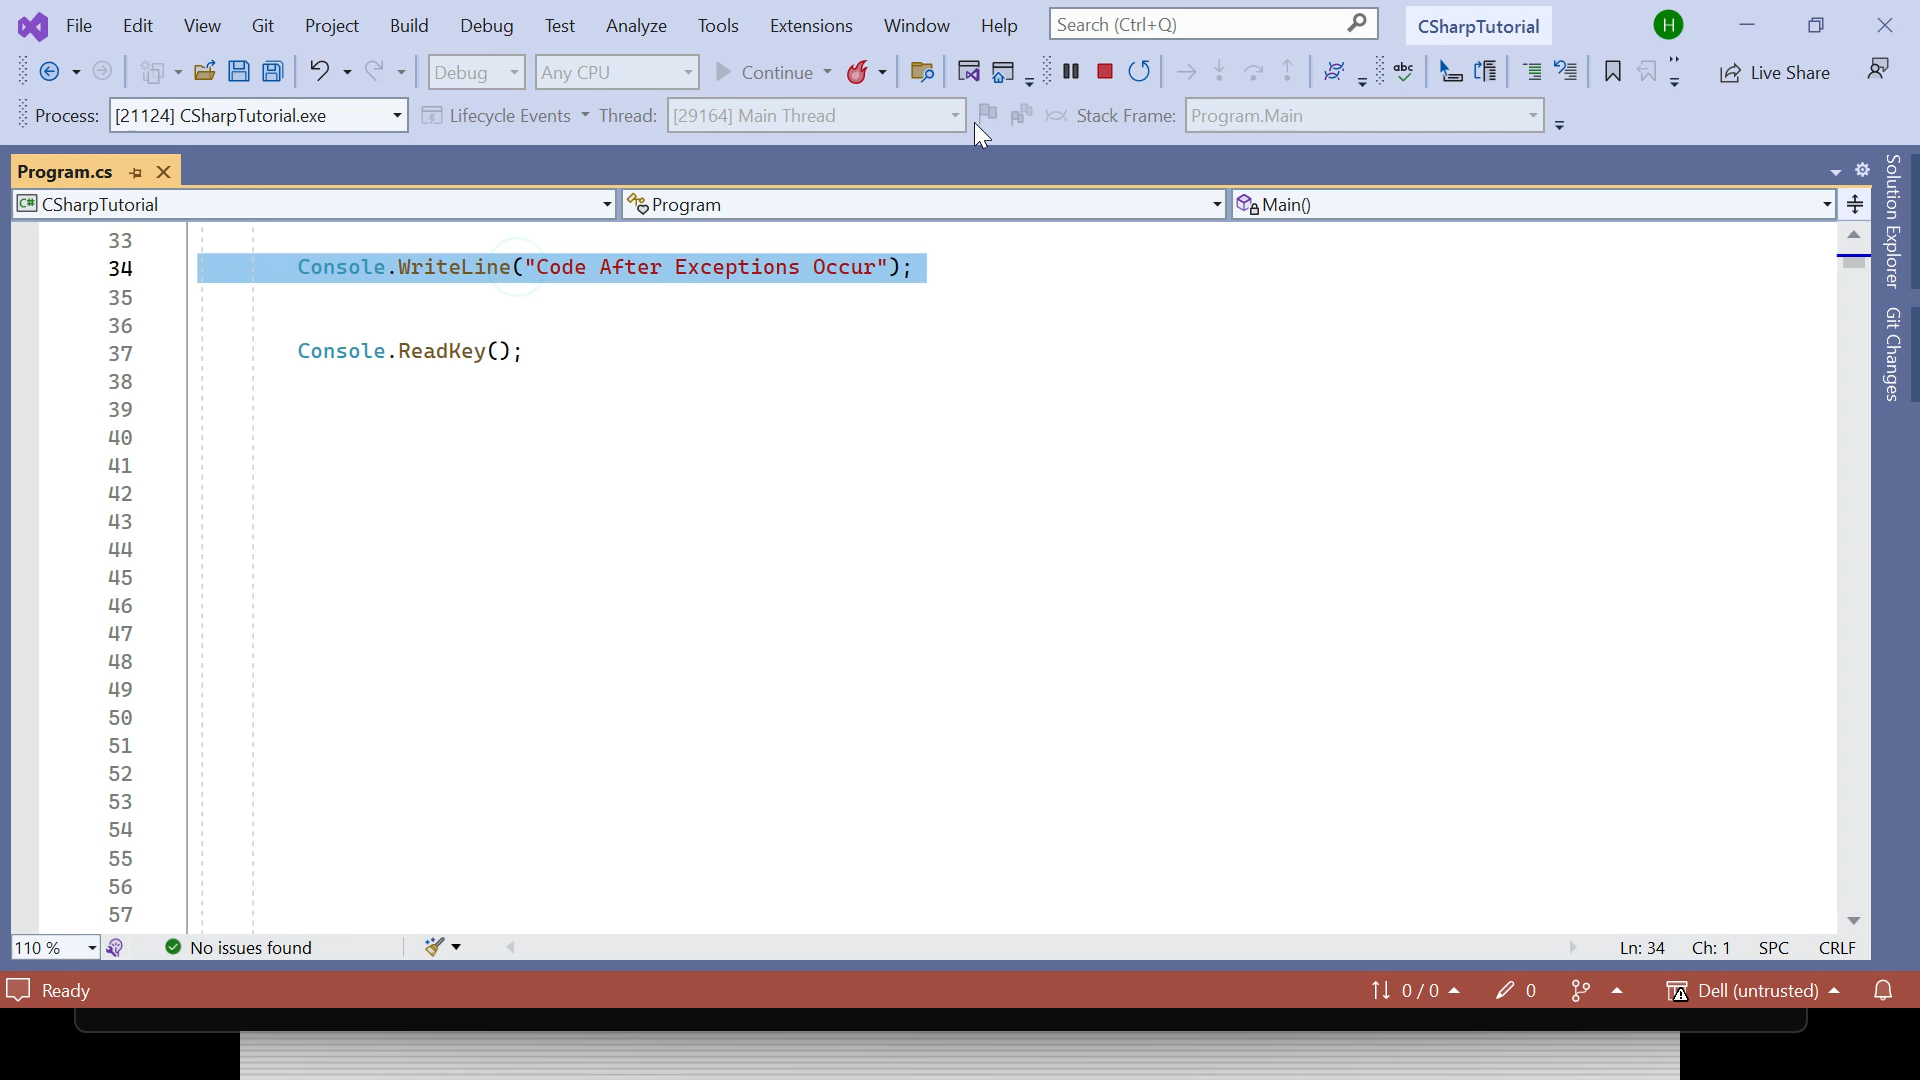 File Edit View Git Project Build Debug Test Analyze Tools Extensions Window Help Search (Ctrl+Q) CSharpTutorial H
Debug Any CPU Continue abc Live Share
Process: [21124] CSharpTutorial.exe Lifecycle Events Thread: [29164] Main Thread Stack Frame: Program.Main
Program.cs
C# CSharpTutorial Program Main()
33
34 Console.WriteLine("Code After Exceptions Occur");
35
36
37 Console.ReadKey();
38
39
40
41
42
43
44
45
46
47
48
49
50
51
52
53
54
55
56
57
Solution Explorer
Git Changes
110 % No issues found Ln: 34 Ch: 1 SPC CRLF
Ready 0 / 0 0 Dell (untrusted)